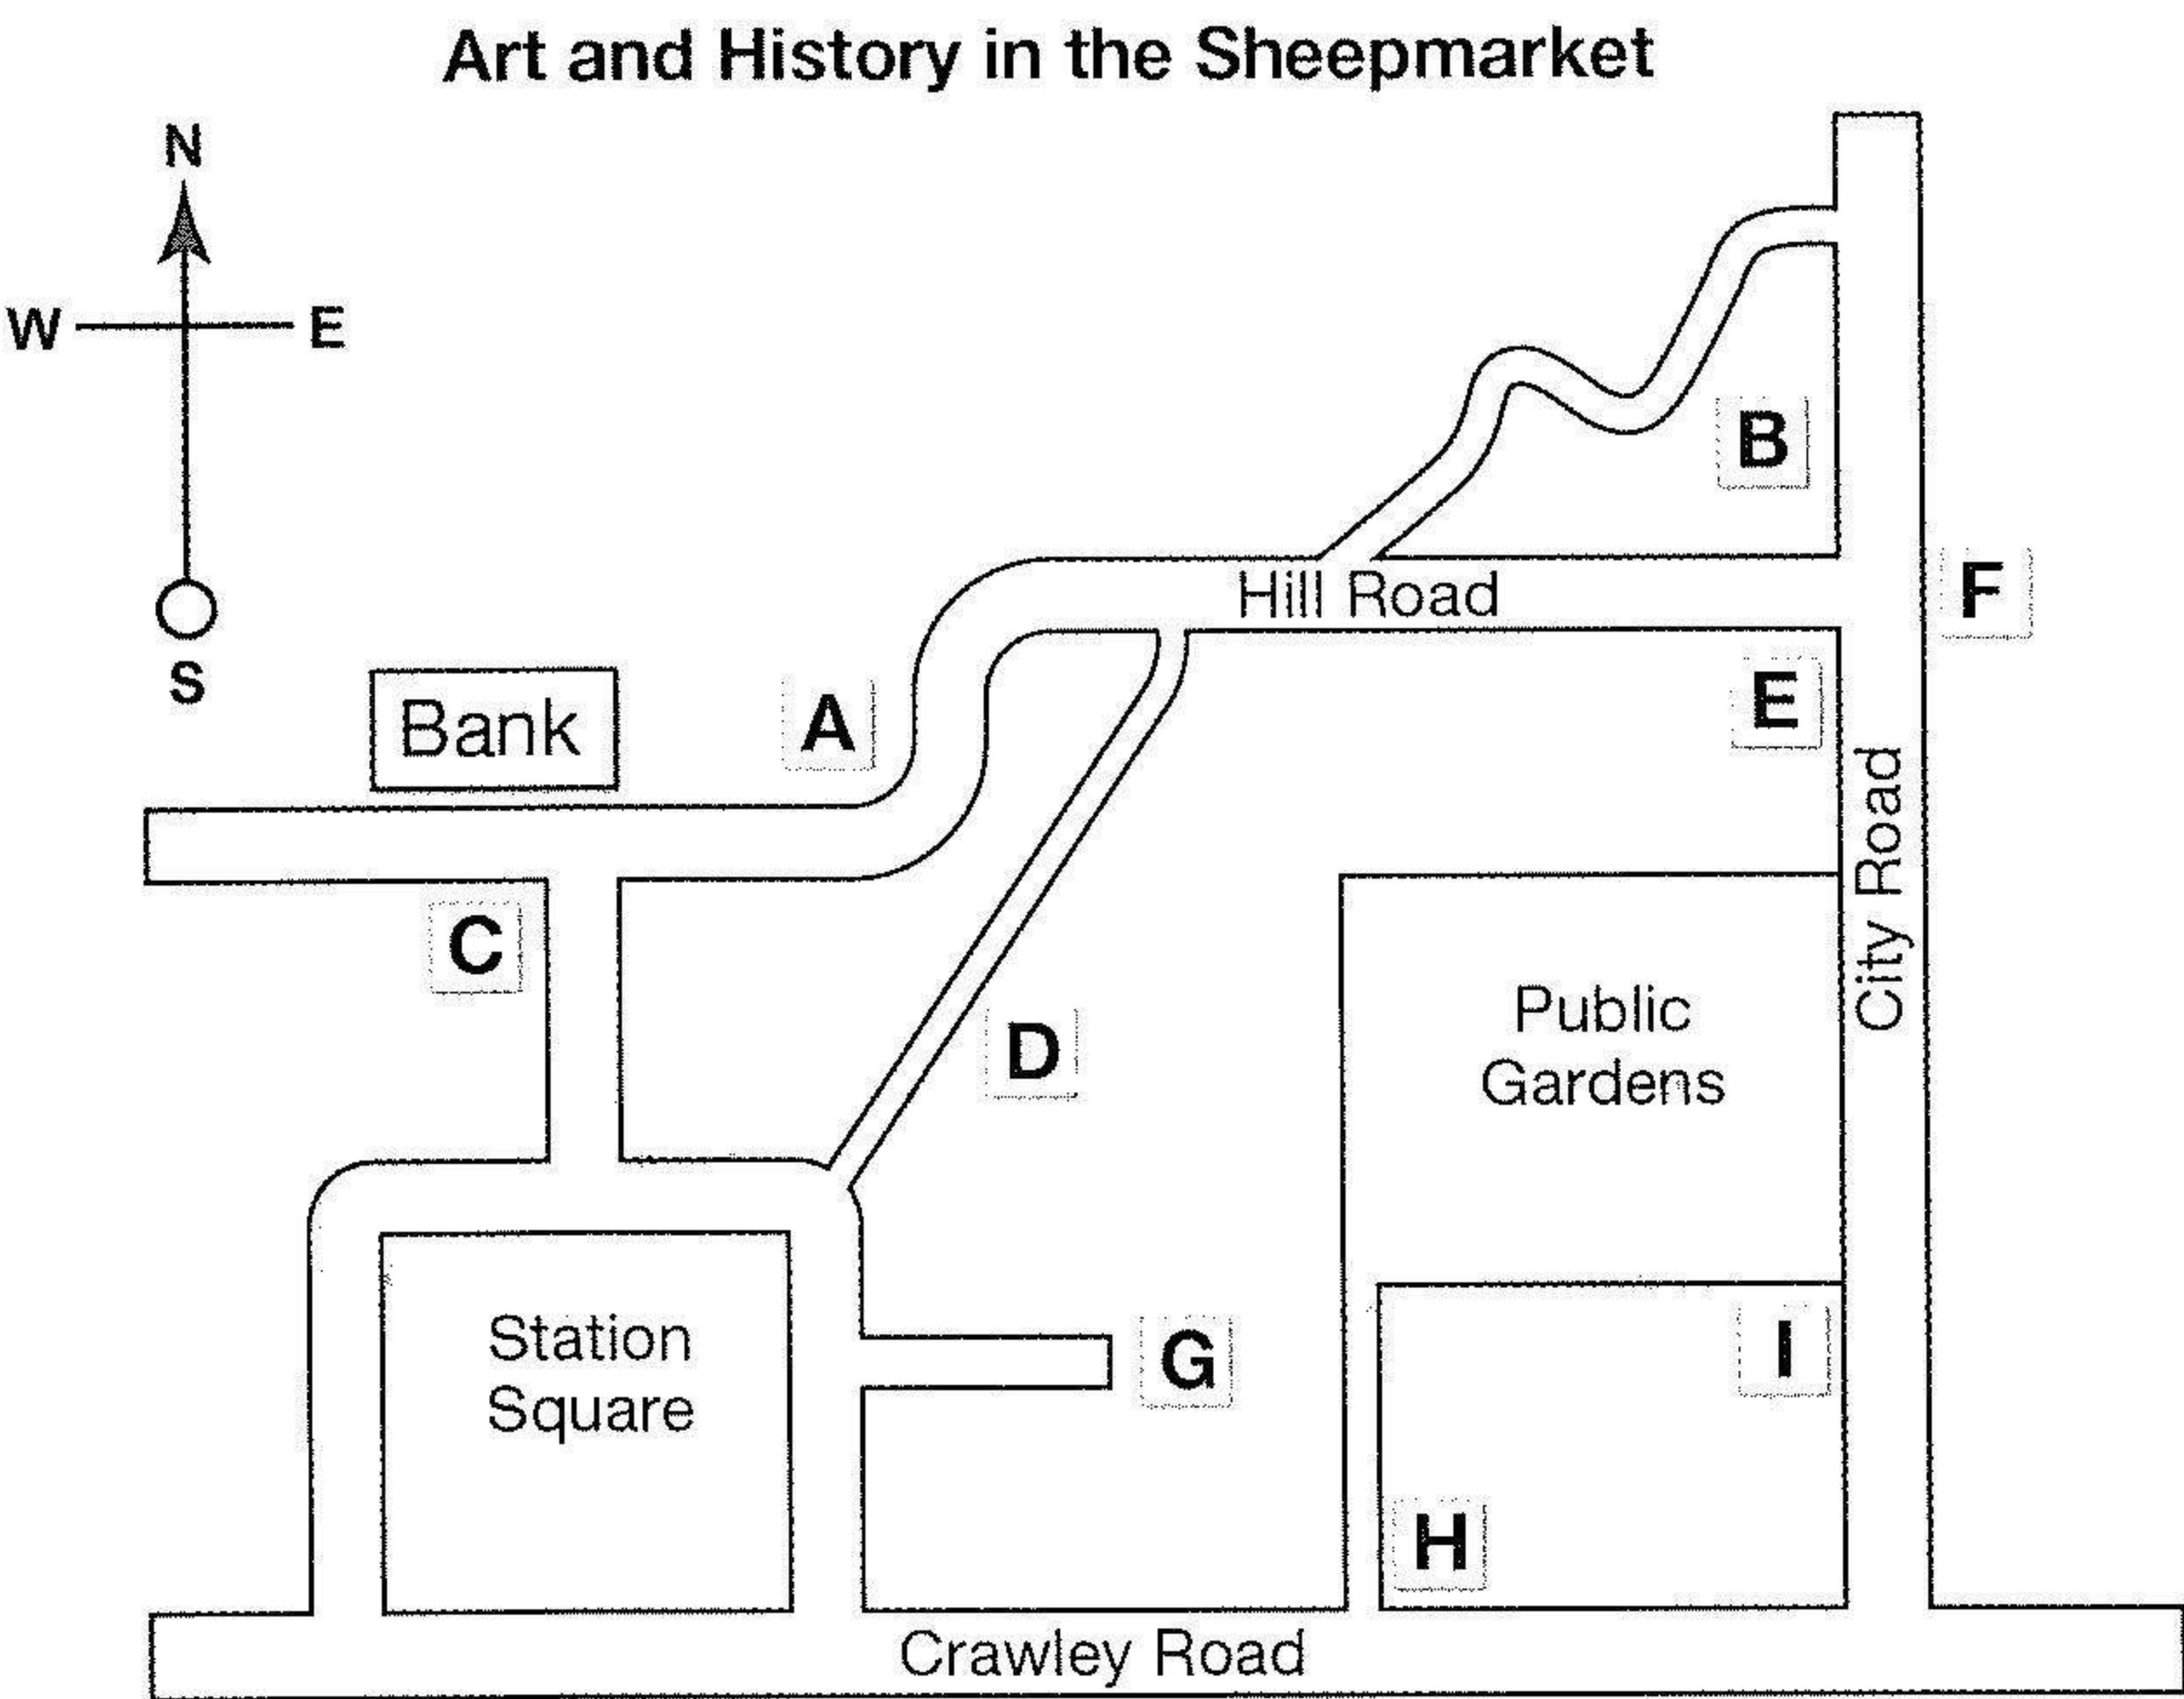 Art and History in the Sheepmarket
N
W E
S
B
F
Hill Road
E
Bank
A
City Road
C
D
Public
Gardens
Station
Square
G
I
H
Crawley Road